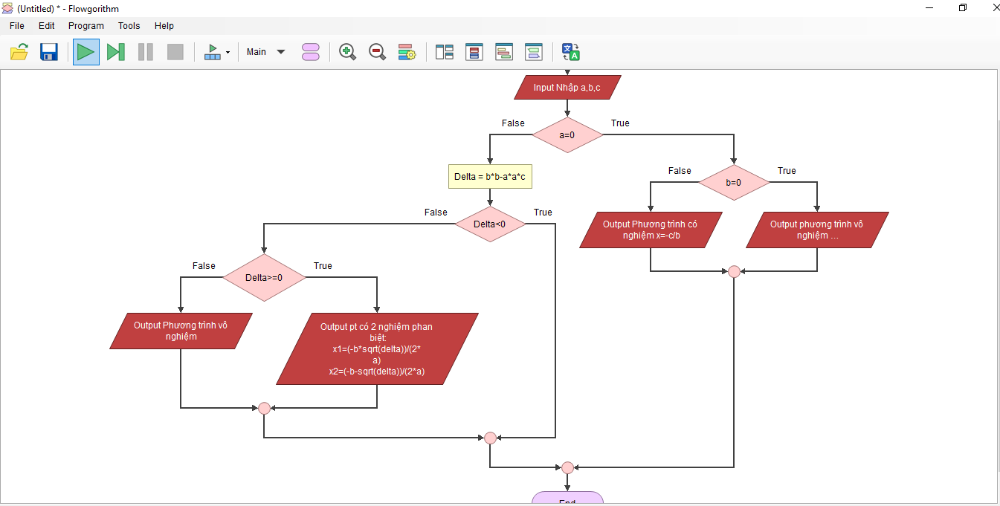 (Untitled) * - Flowgorithm
File Edit Program Tools Help
Main
Input Nhập a,b,c
False
True
a=0
Delta = b*b-a*a*c
False
True
b=0
False
True
Delta<0
Output Phương trình có
nghiệm x=-c/b
Output phương trình vô
nghiệm ...
False
True
Delta>=0
Output Phương trình vô
nghiệm
Output pt có 2 nghiệm phan
biệt:
x1=(-b*sqrt(delta))/(2*
a)
x2=(-b-sqrt(delta))/(2*a)
End